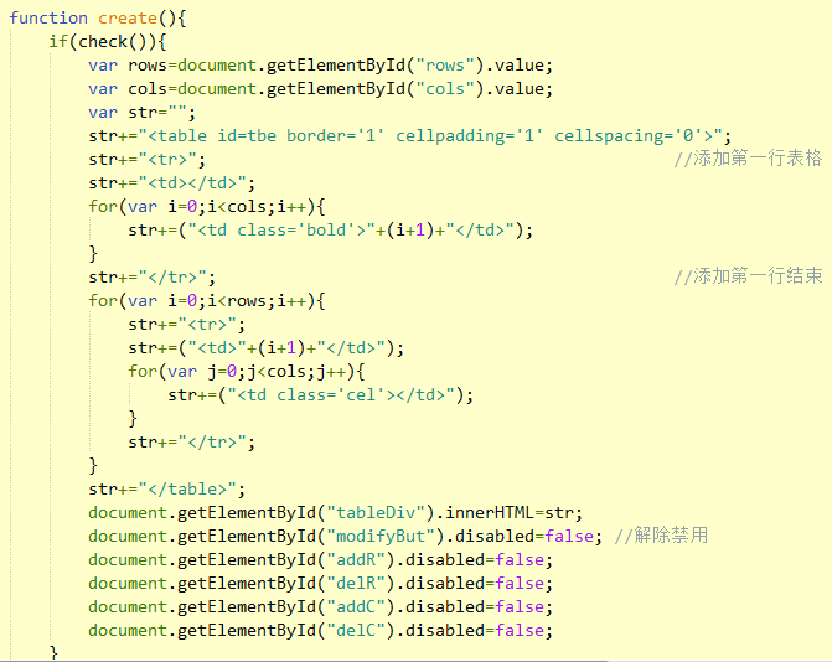 function create(){
    if(check()){
        var rows=document.getElementById("rows").value;
        var cols=document.getElementById("cols").value;
        var str="";
        str+="<table id=tbe border='1' cellpadding='1' cellspacing='0'>";
        str+="<tr>"; //添加第一行表格
        str+="<td></td>";
        for(var i=0;i<cols;i++){
            str+=("<td class='bold'>"+(i+1)+"</td>");
        }
        str+="</tr>"; //添加第一行结束
        for(var i=0;i<rows;i++){
            str+="<tr>";
            str+=("<td>"+(i+1)+"</td>");
            for(var j=0;j<cols;j++){
                str+=("<td class='cel'></td>");
            }
            str+="</tr>";
        }
        str+="</table>";
        document.getElementById("tableDiv").innerHTML=str;
        document.getElementById("modifyBut").disabled=false; //解除禁用
        document.getElementById("addR").disabled=false;
        document.getElementById("delR").disabled=false;
        document.getElementById("addC").disabled=false;
        document.getElementById("delC").disabled=false;
    }